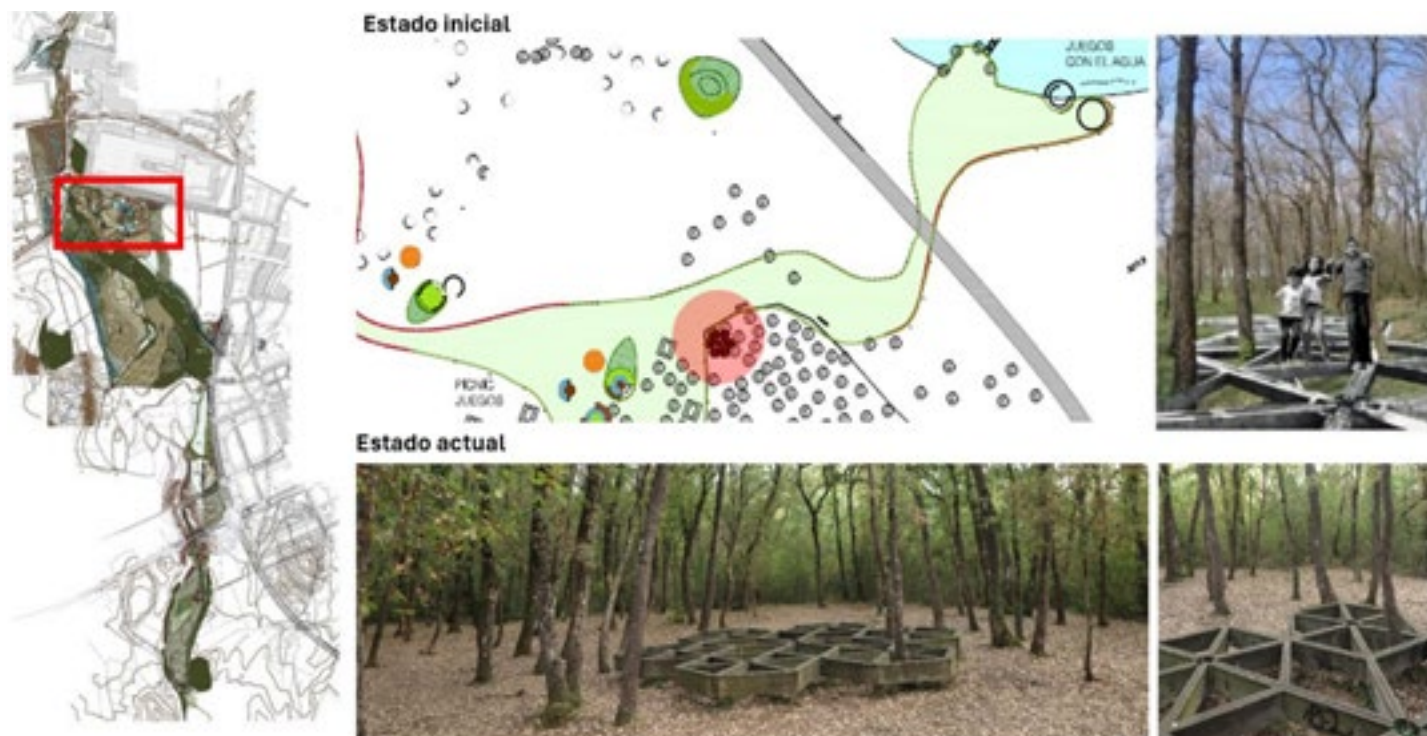 Estado inicial
JUEGOS
CON EL AGUA
PICNIC
JUEGOS
Estado actual